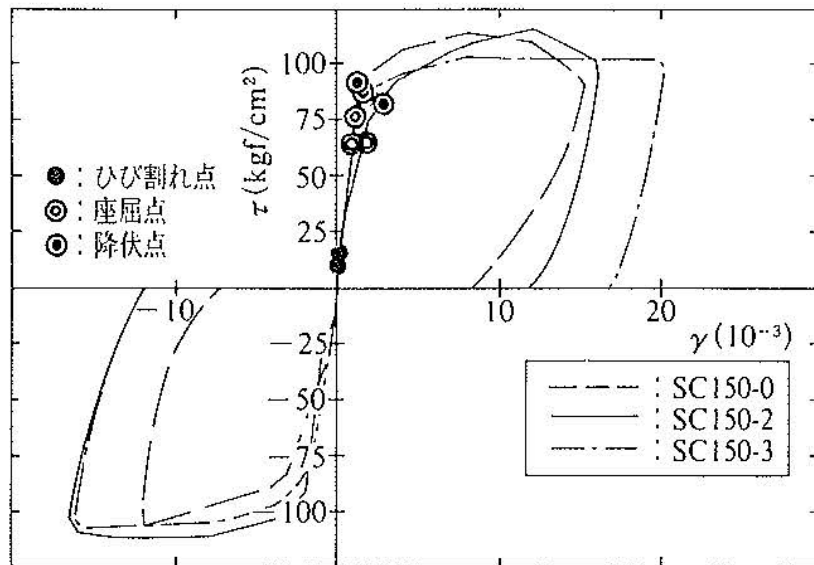 τ (kgf/cm²)
100
75
50
25
: ひび割れ点
: 座屈点
: 降伏点
−10
10
20
γ (10⁻³)
−25
−50
−75
100
: SC150-0
: SC150-2
: SC150-3